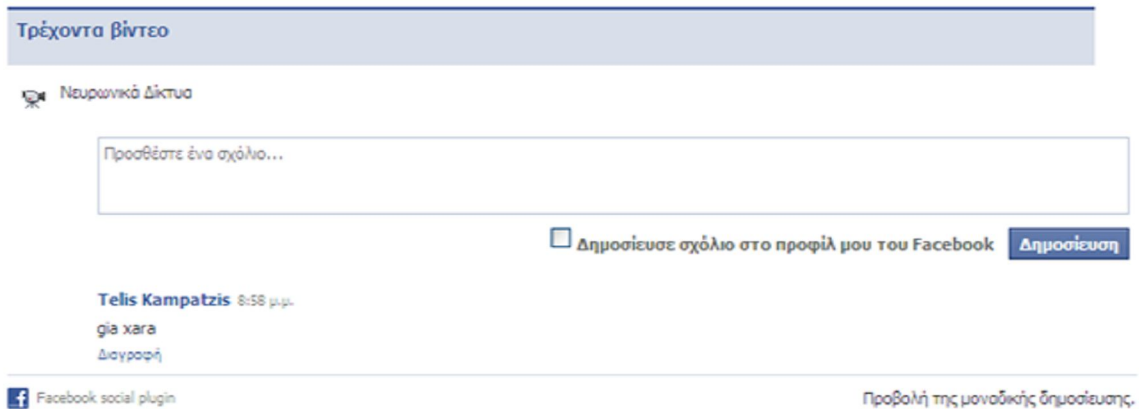 Τρέχοντα βίντεο
Νευρωνικά Δίκτυα
Προσθέστε ένα σχόλιο...
Δημοσίευσε σχόλιο στο προφίλ μου του Facebook Δημοσίευση
Telis Kampatzis 8:58 μ.μ.
gia xara
Διαγραφή
Facebook social plugin Προβολή της μοναδικής δημοσίευσης.